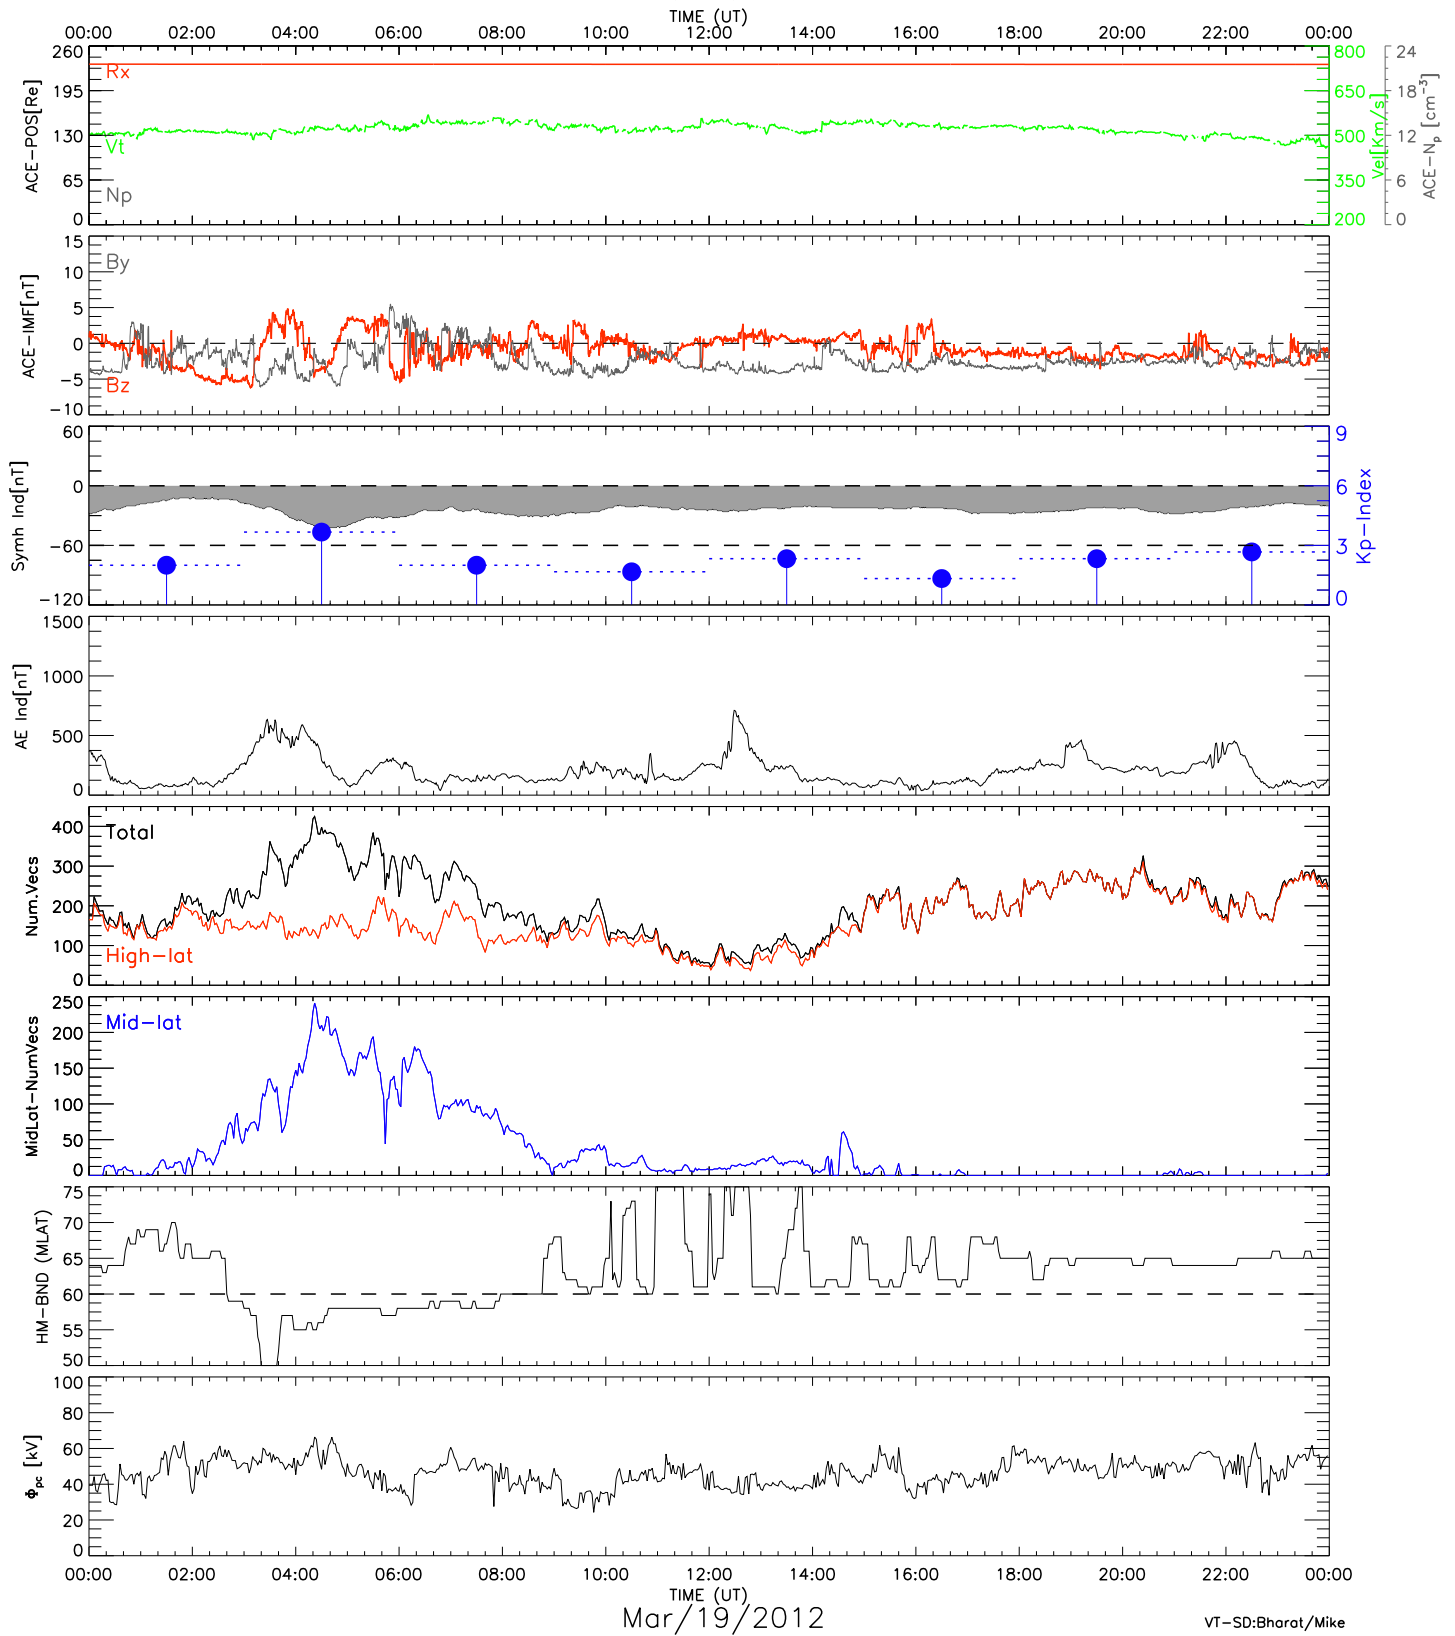 TIME (UT)
00:00 02:00 04:00 06:00 08:00 10:00 12:00 14:00 16:00 18:00 20:00 22:00 00:00
ACE-POS[Re]
260
195
130
65
0
Rx
Vt
Np
800
650
500
350
200
Vel[Km/s]
24
18
12
6
0
ACE-Np [cm-3]
ACE-IMF[nT]
15
10
5
0
-5
-10
By
Bz
Symh Ind[nT]
60
0
-60
-120
9
6
3
0
Kp-Index
AE Ind[nT]
1500
1000
500
0
Num.Vecs
400
300
200
100
0
Total
High-lat
MidLat-NumVecs
250
200
150
100
50
0
Mid-lat
HM-BND (MLAT)
75
70
65
60
55
50
Φpc [kV]
100
80
60
40
20
0
00:00 02:00 04:00 06:00 08:00 10:00 12:00 14:00 16:00 18:00 20:00 22:00 00:00
TIME (UT)
Mar/19/2012
VT-SD:Bharat/Mike